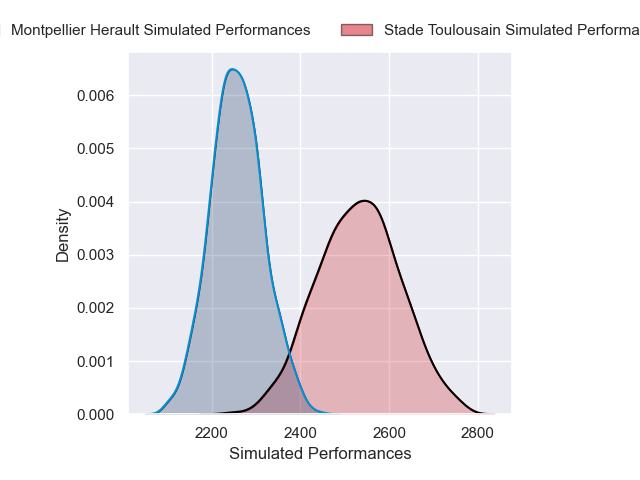 Montpellier Herault Simulated Performances Stade Toulousain Simulated Performa
0.006
0.005
0.004
0.003
0.002
0.001
0.000
Density
2200 2400 2600 2800
Simulated Performances